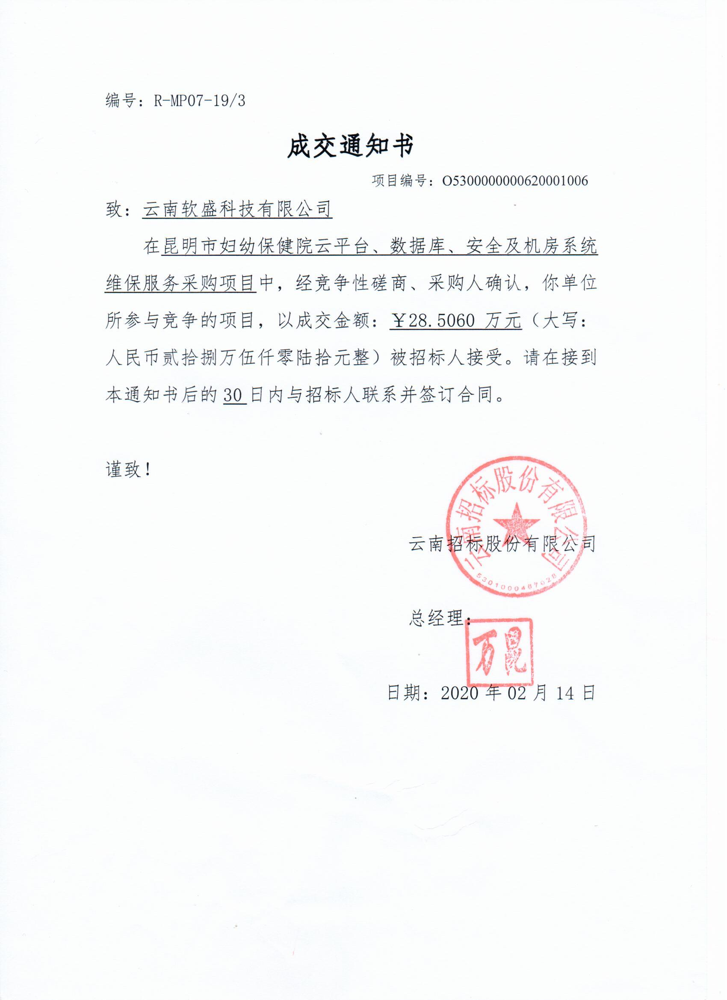 编号：R-MP07-19/3
成交通知书
项目编号：O5300000000620001006
致：云南软盛科技有限公司
在昆明市妇幼保健院云平台、数据库、安全及机房系统
维保服务采购项目中，经竞争性磋商、采购人确认，你单位
所参与竞争的项目，以成交金额：￥28.5060 万元（大写：
人民币贰拾捌万伍仟零陆拾元整）被招标人接受。请在接到
本通知书后的 30 日内与招标人联系并签订合同。
谨致！
云南招标股份有限公司
云南招标股份有限公司
总经理：
万昆
日期：2020 年 02 月 14 日